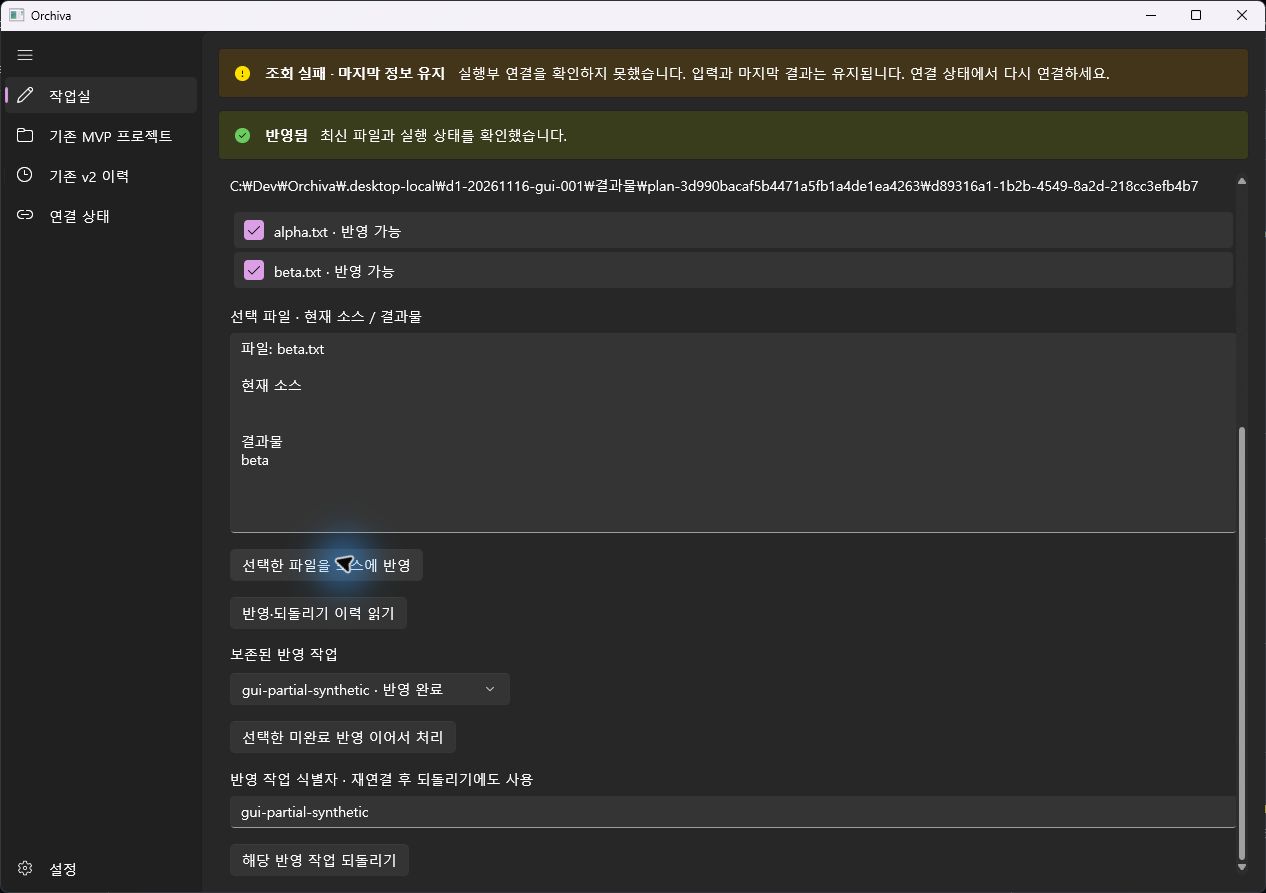 Orchiva
작업실
기존 MVP 프로젝트
기존 v2 이력
연결 상태
설정
조회 실패 · 마지막 정보 유지 실행부 연결을 확인하지 못했습니다. 입력과 마지막 결과는 유지됩니다. 연결 상태에서 다시 연결하세요.
반영됨 최신 파일과 실행 상태를 확인했습니다.
C:₩Dev₩Orchiva₩.desktop-local₩d1-20261116-gui-001₩결과물₩plan-3d990bacaf5b4471a5fb1a4de1ea4263₩d89316a1-1b2b-4549-8a2d-218cc3efb4b7
alpha.txt · 반영 가능
beta.txt · 반영 가능
선택 파일 · 현재 소스 / 결과물
파일: beta.txt
현재 소스
결과물
beta
선택한 파일을 소스에 반영
반영·되돌리기 이력 읽기
보존된 반영 작업
gui-partial-synthetic · 반영 완료
선택한 미완료 반영 이어서 처리
반영 작업 식별자 · 재연결 후 되돌리기에도 사용
gui-partial-synthetic
해당 반영 작업 되돌리기